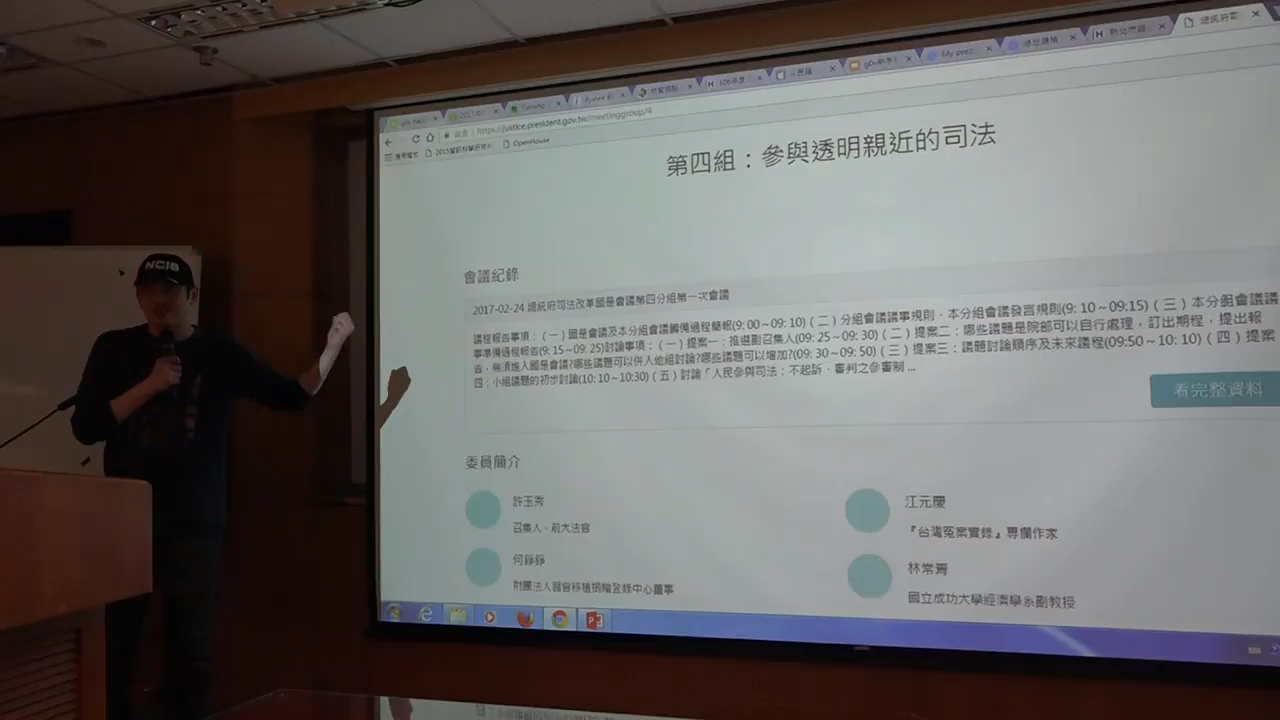 NCIS
https://justice.president.gov.tw/meetinggroup/4
OpenHouse
第四組：參與透明親近的司法
會議紀錄
2017-02-24 總統府司法改革國是會議第四分組第一次會議
議程報告事項：（一）國是會議及本分組會議籌備過程簡報(9: 00～09: 10)（二）分組會議議事規則、本分組會議發言規則(9: 10～09:15)（三）本分組會議議
事準備過程報告(9: 15～09: 25)討論事項：（一）提案一：推選副召集人(09: 25～09: 30)（二）提案二：哪些議題是院部可以自行處理，訂出期程，提出報
告，無須進入國是會議?哪些議題可以併入他組討論?哪些議題可以增加?(09: 30～09:50)（三）提案三：議題討論順序及未來議程(09:50～10: 10)（四）提案
四：小組議題的初步討論(10: 10～10:30)（五）討論「人民參與司法：不起訴、審判之參審制 ...
看完整資料
委員簡介
許玉秀
召集人、前大法官
江元慶
『台灣冤案實錄』專欄作家
何錚錚
財團法人器官移植捐贈登錄中心董事
林常菁
國立成功大學經濟學系副教授